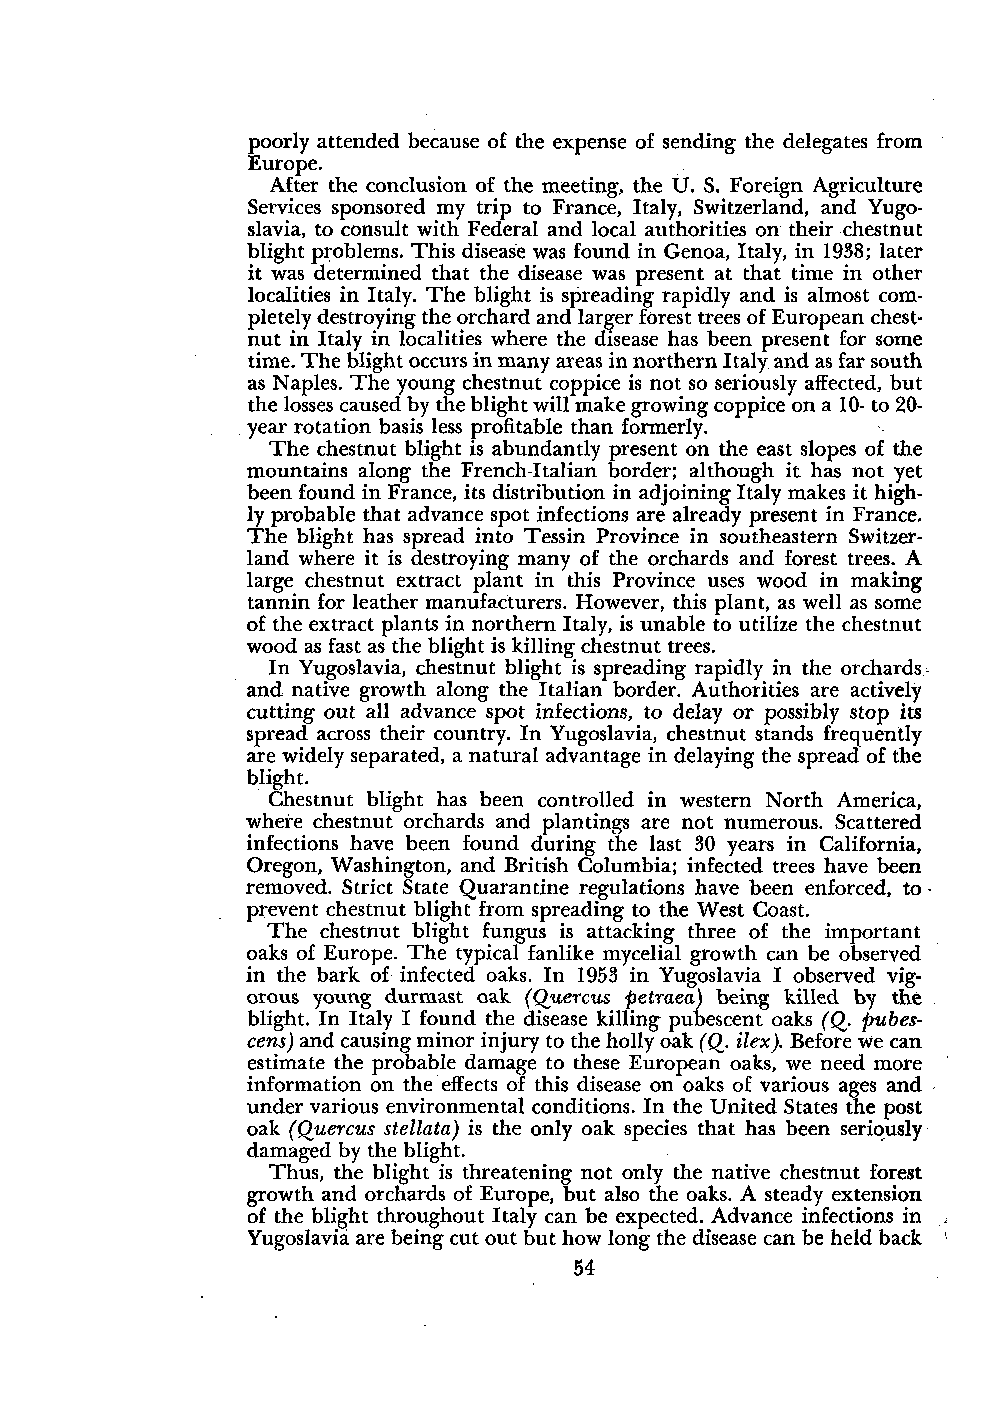 poorly attended because of the expense of sending the delegates from
Europe.
After the conclusion of the meeting, the U. S. Foreign Agriculture
Services sponsored my trip to France, Italy, Switzerland, and Yugo-
slavia, to consult with Federal and local authorities on their chestnut
blight problems. This disease was found in Genoa, Italy, in 1938; later
it was determined that the disease was present at that time in other
localities in Italy. The blight is spreading rapidly and is almost com-
pletely destroying the orchard and larger forest trees of European chest-
nut in Italy in localities where the disease has been present for some
time. The blight occurs in many areas in northern Italy and as far south
as Naples. The young chestnut coppice is not so seriously affected, but
the losses caused by the blight will make growing coppice on a 10- to 20-
year rotation basis less profitable than formerly.
The chestnut blight is abundantly present on the east slopes of the
mountains along the French-Italian border; although it has not yet
been found in France, its distribution in adjoining Italy makes it high-
ly probable that advance spot infections are already present in France.
The blight has spread into Tessin Province in southeastern Switzer-
land where it is destroying many of the orchards and forest trees. A
large chestnut extract plant in this Province uses wood in making
tannin for leather manufacturers. However, this plant, as well as some
of the extract plants in northern Italy, is unable to utilize the chestnut
wood as fast as the blight is killing chestnut trees.
In Yugoslavia, chestnut blight is spreading rapidly in the orchards
and native growth along the Italian border. Authorities are actively
cutting out all advance spot infections, to delay or possibly stop its
spread across their country. In Yugoslavia, chestnut stands frequently
are widely separated, a natural advantage in delaying the spread of the
blight.
Chestnut blight has been controlled in western North America,
where chestnut orchards and plantings are not numerous. Scattered
infections have been found during the last 30 years in California,
Oregon, Washington, and British Columbia; infected trees have been
removed. Strict State Quarantine regulations have been enforced, to
prevent chestnut blight from spreading to the West Coast.
The chestnut blight fungus is attacking three of the important
oaks of Europe. The typical fanlike mycelial growth can be observed
in the bark of infected oaks. In 1953 in Yugoslavia I observed vig-
orous young durmast oak (Quercus petraea) being killed by the
blight. In Italy I found the disease killing pubescent oaks (Q. pubes-
cens) and causing minor injury to the holly oak (Q. ilex). Before we can
estimate the probable damage to these European oaks, we need more
information on the effects of this disease on oaks of various ages and
under various environmental conditions. In the United States the post
oak (Quercus stellata) is the only oak species that has been seriously
damaged by the blight.
Thus, the blight is threatening not only the native chestnut forest
growth and orchards of Europe, but also the oaks. A steady extension
of the blight throughout Italy can be expected. Advance infections in
Yugoslavia are being cut out but how long the disease can be held back
54